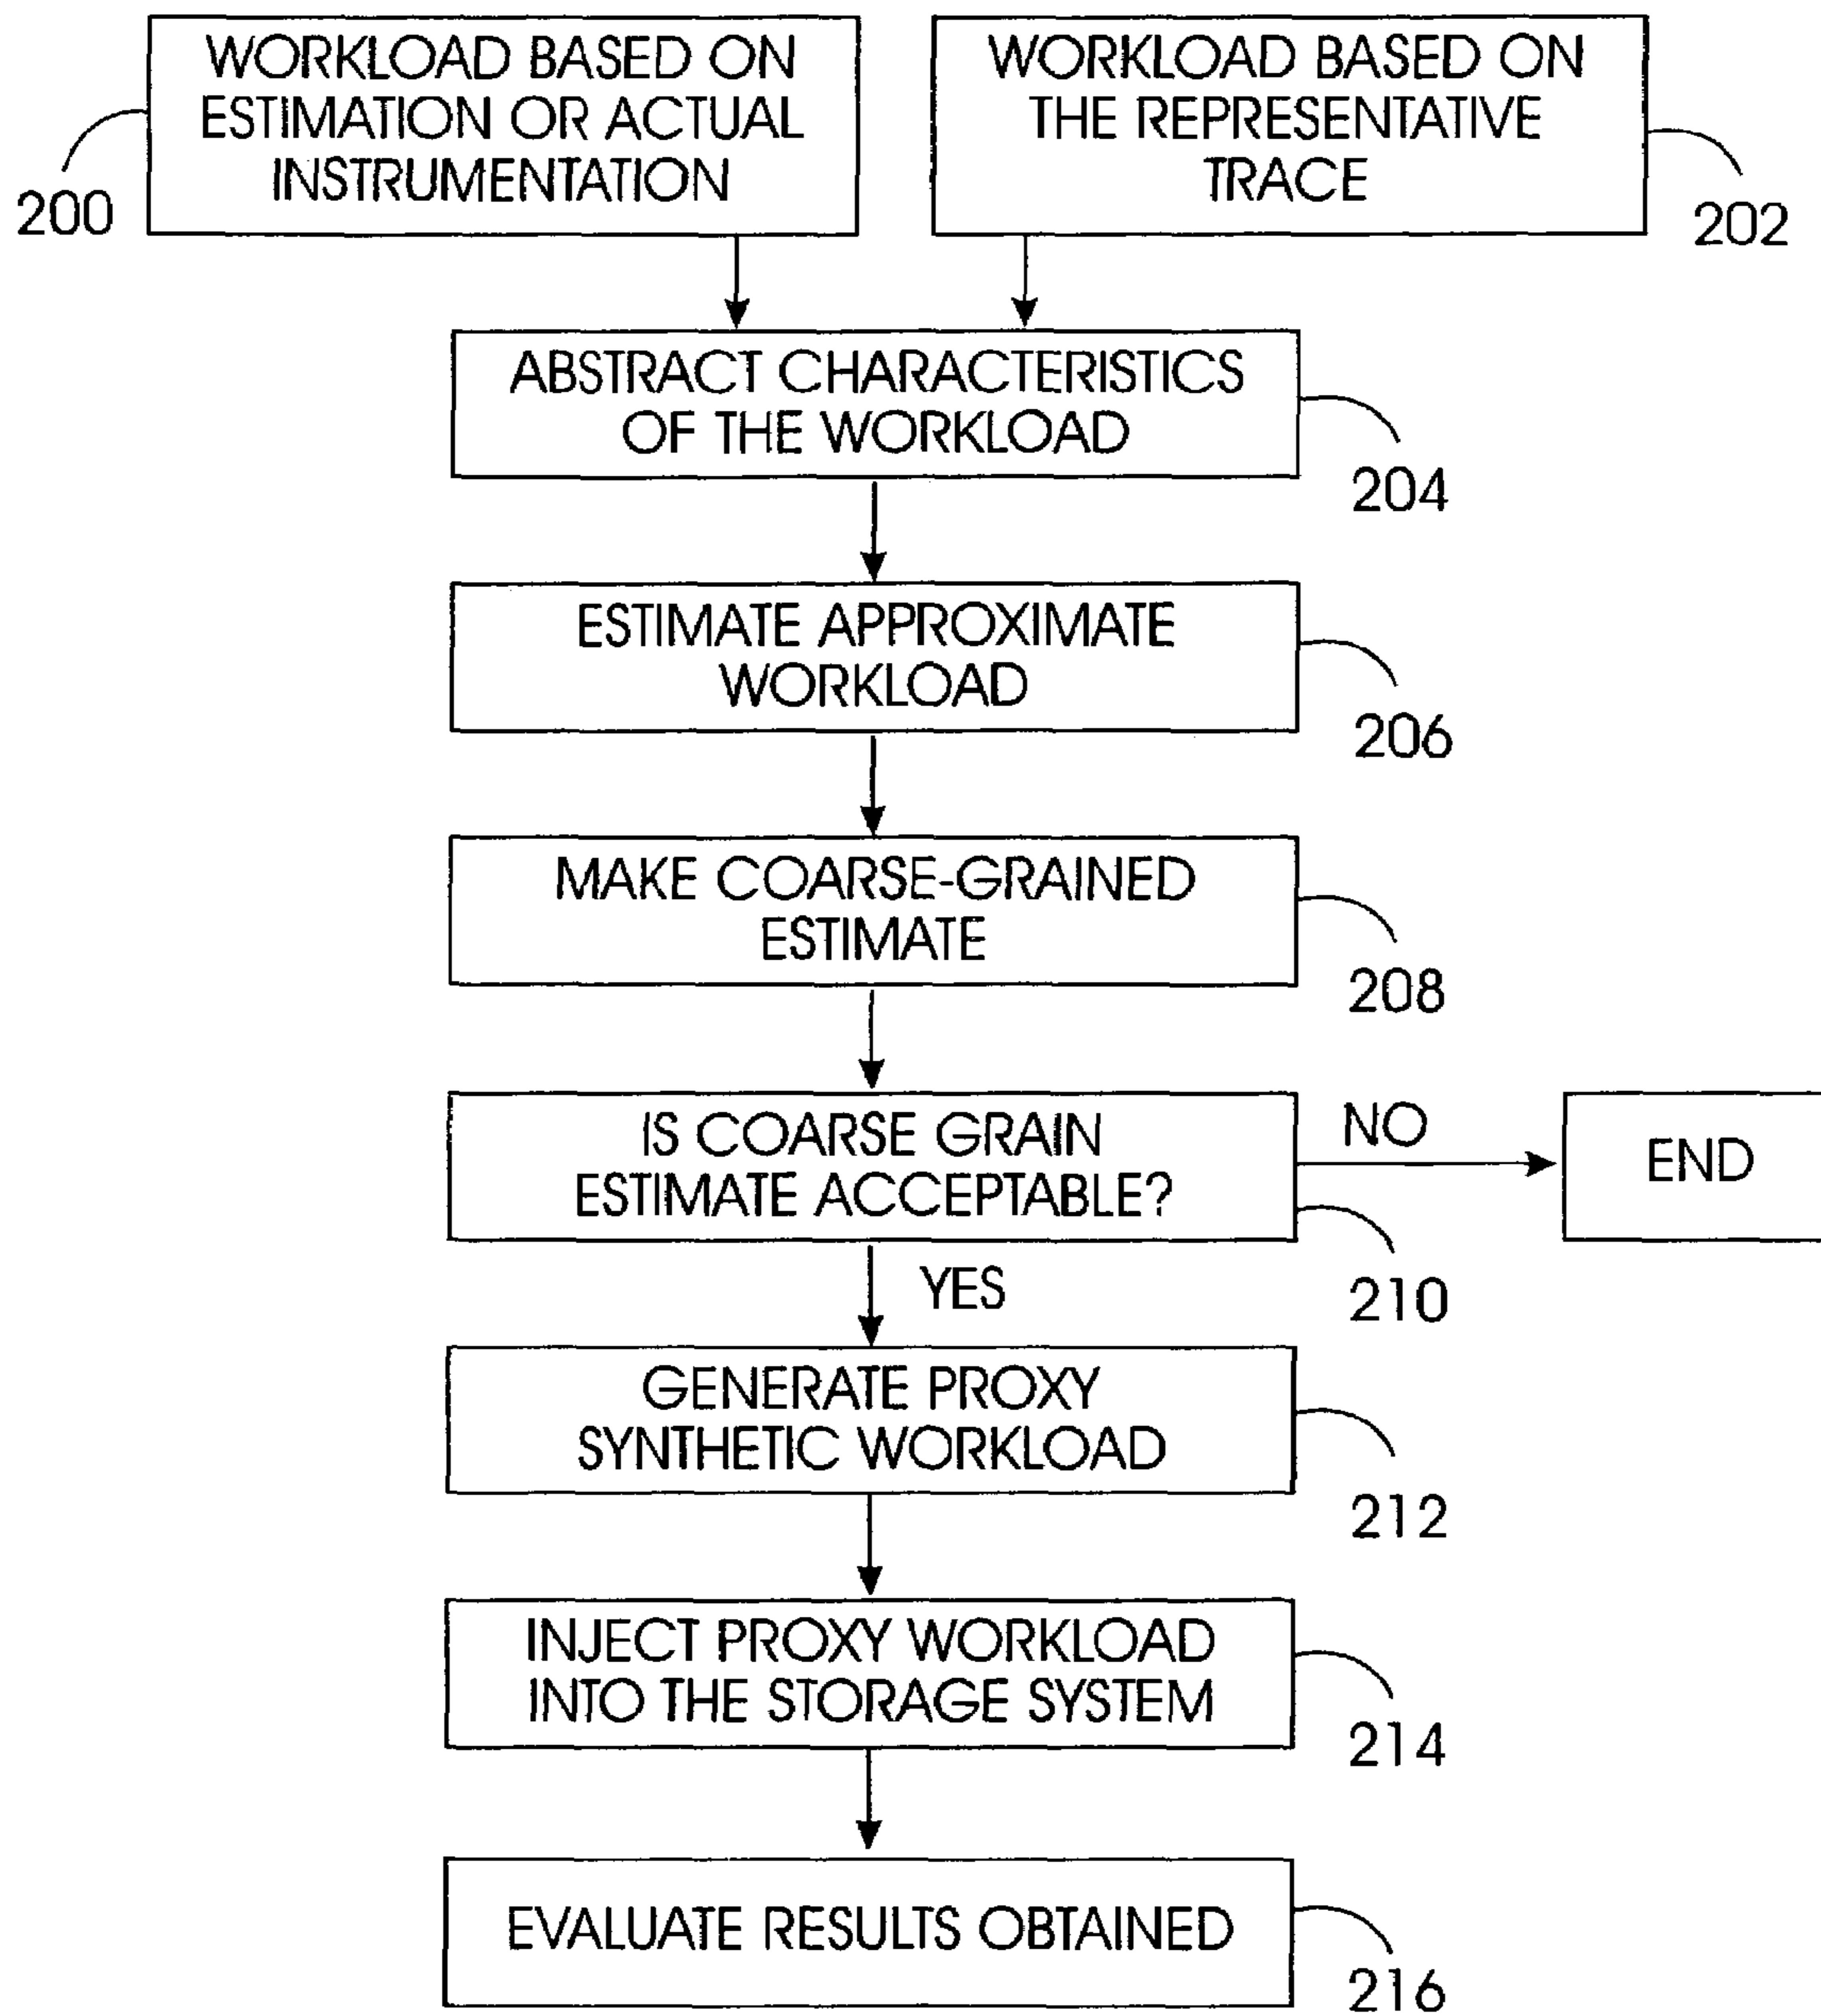 WORKLOAD BASED ON
ESTIMATION OR ACTUAL
INSTRUMENTATION
200
WORKLOAD BASED ON
THE REPRESENTATIVE
TRACE
202
ABSTRACT CHARACTERISTICS
OF THE WORKLOAD
204
ESTIMATE APPROXIMATE
WORKLOAD
206
MAKE COARSE-GRAINED
ESTIMATE
208
IS COARSE GRAIN
ESTIMATE ACCEPTABLE?
210
NO
END
YES
GENERATE PROXY
SYNTHETIC WORKLOAD
212
INJECT PROXY WORKLOAD
INTO THE STORAGE SYSTEM
214
EVALUATE RESULTS OBTAINED
216